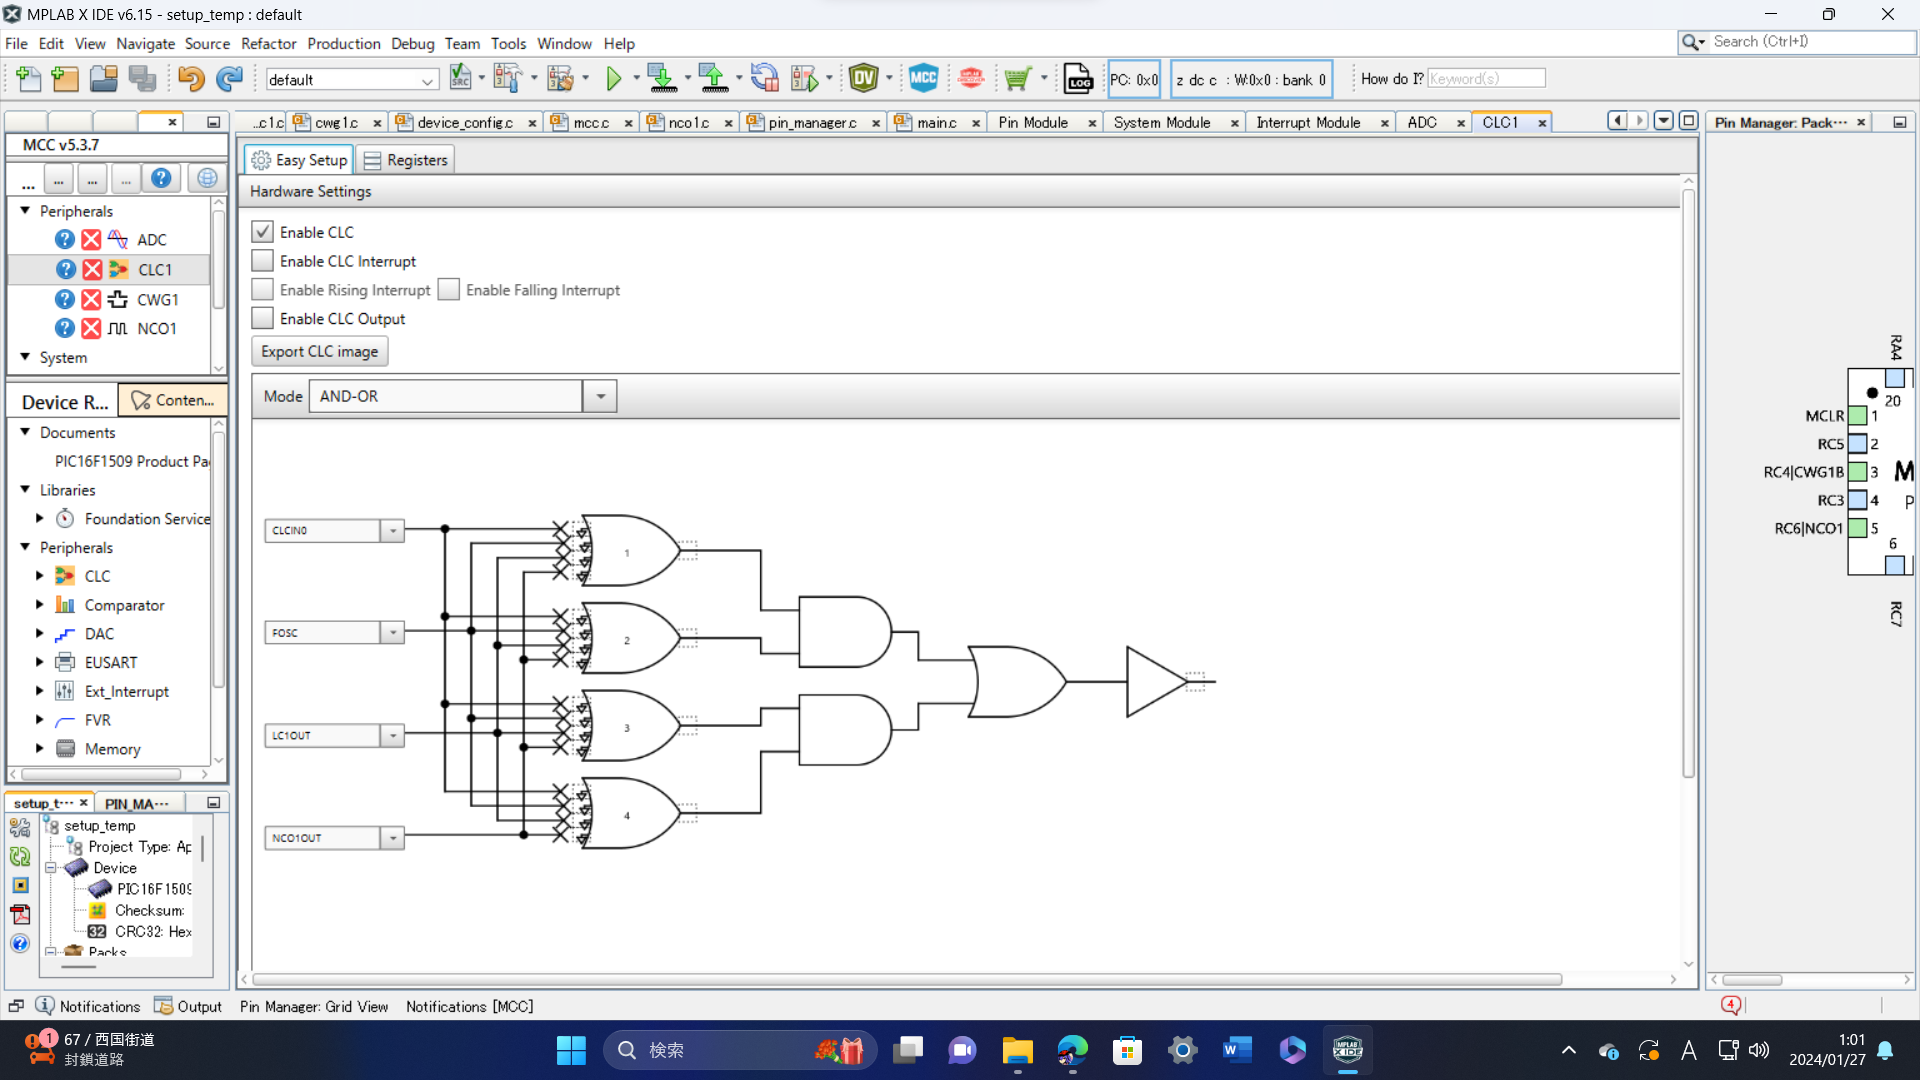 MPLAB X IDE v6.15 - setup_temp : default
File Edit View Navigate Source Refactor Production Debug Team Tools Window Help
Search (Ctrl+I)
default
SRC
DV
MCC
LOG
PC: 0x0
z dc c : W:0x0 : bank 0
How do I?
Keyword(s)
...c1.c cwg1.c device_config.c mcc.c nco1.c pin_manager.c main.c Pin Module System Module Interrupt Module ADC CLC1
Pin Manager: Pack...
MCC v5.3.7
... ... ... ...
Peripherals
ADC
CLC1
CWG1
NCO1
System
Device R...
Conten...
Documents
PIC16F1509 Product Pa
Libraries
Foundation Service
Peripherals
CLC
Comparator
DAC
EUSART
Ext_Interrupt
FVR
Memory
setup_t... PIN_MA...
setup_temp
Project Type: Ap
Device
PIC16F1509
Checksum:
CRC32: Hex
Packs
Easy Setup Registers
Hardware Settings
Enable CLC
Enable CLC Interrupt
Enable Rising Interrupt Enable Falling Interrupt
Enable CLC Output
Export CLC image
Mode AND-OR
CLCIN0
FOSC
LC1OUT
NCO1OUT
1
2
3
4
RA4
20
MCLR 1
RC5 2
RC4|CWG1B 3
RC3 4
RC6|NCO1 5
6
RC7
M
P
Notifications Output Pin Manager: Grid View Notifications [MCC]
4
1
67 / 西国街道
封鎖道路
検索
A
1:01
2024/01/27